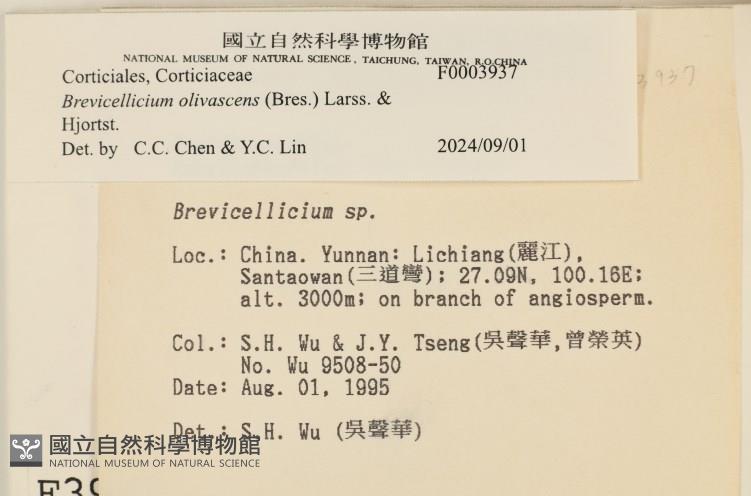 國立自然科學博物館
NATIONAL MUSEUM OF NATURAL SCIENCE, TAICHUNG, TAIWAN, R.O.CHINA
Corticiales, Corticiaceae F0003937
Brevicellicium olivascens (Bres.) Larss. &
Hjortst.
Det. by C.C. Chen & Y.C. Lin 2024/09/01
3937
Brevicellicium sp.
Loc.: China. Yunnan: Lichiang(麗江),
Santaowan(三道彎); 27.09N, 100.16E;
alt. 3000m; on branch of angiosperm.
Col.: S.H. Wu & J.Y. Tseng(吳聲華,曾榮英)
No. Wu 9508-50
Date: Aug. 01, 1995
Det.: S.H. Wu (吳聲華)
國立自然科學博物館
NATIONAL MUSEUM OF NATURAL SCIENCE